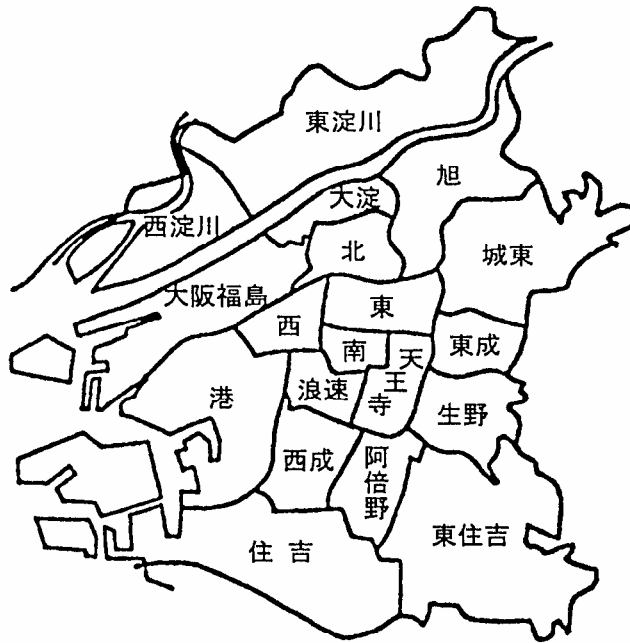 東淀川
旭
大淀
西淀川
北
城東
大阪福島
東
西
南
天王寺
東成
港
浪速
生野
西成
阿倍野
東住吉
住吉